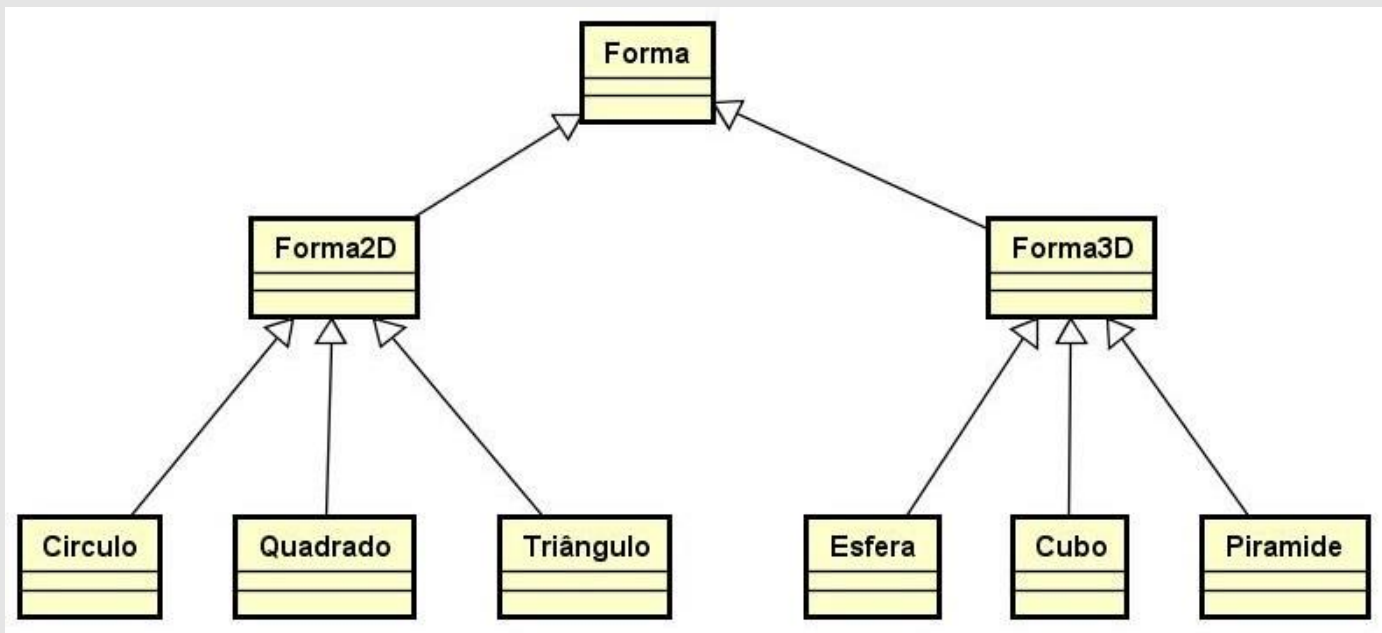 Forma
Forma2D
Forma3D
Circulo
Quadrado
Triângulo
Esfera
Cubo
Piramide